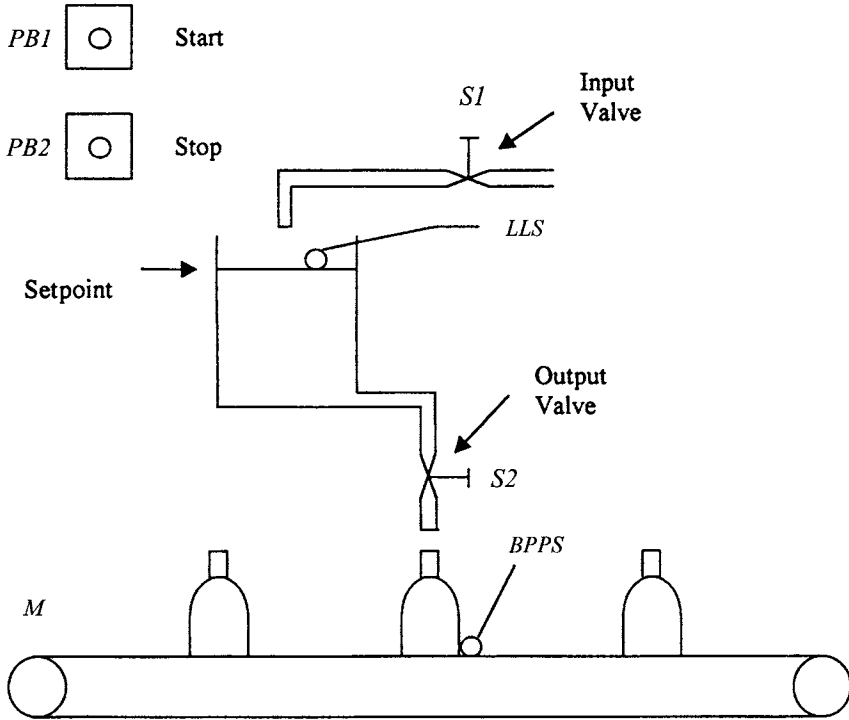 PB1
Start
PB2
Stop
S1
Input
Valve
LLS
Setpoint
Output
Valve
S2
BPPS
M